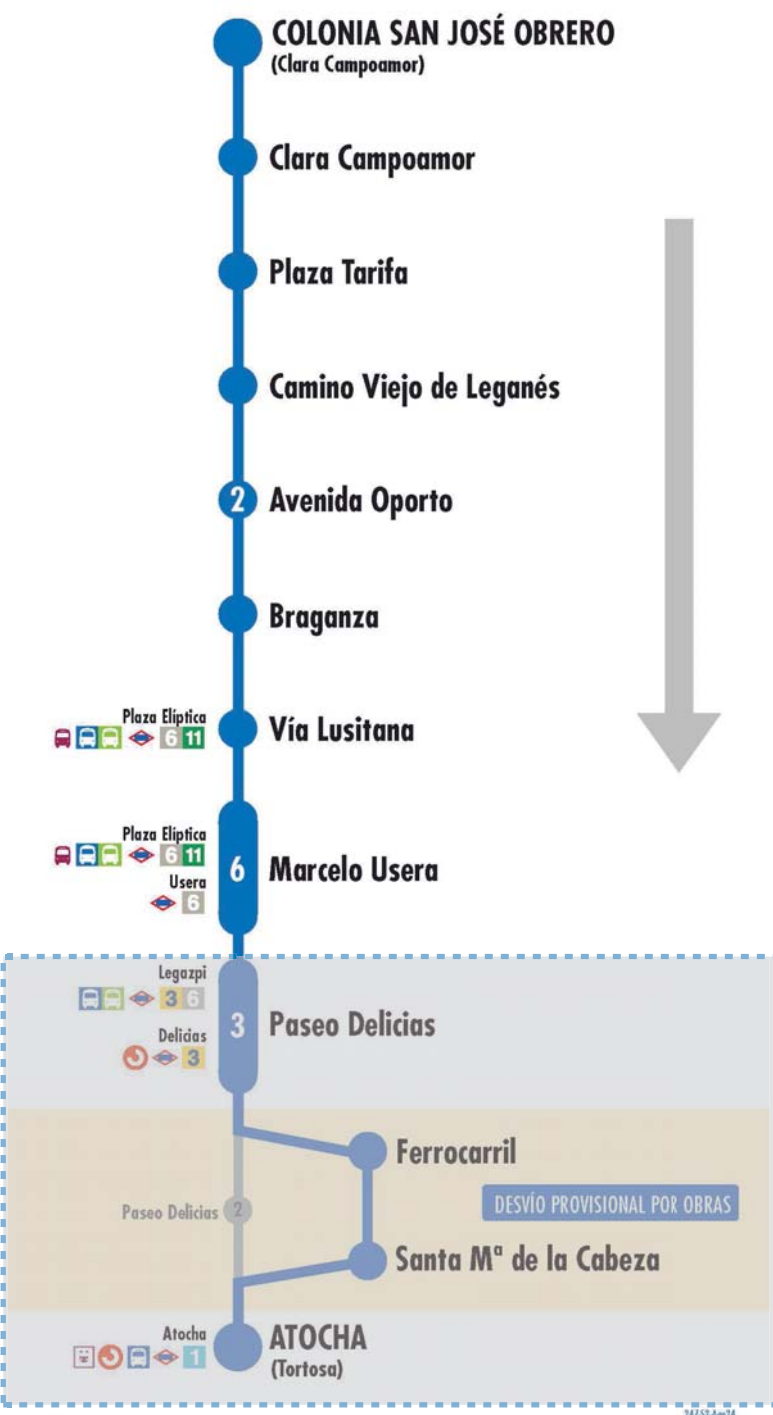 COLONIA SAN JOSÉ OBRERO
(Clara Campoamor)
Clara Campoamor
Plaza Tarifa
Camino Viejo de Leganés
2 Avenida Oporto
Braganza
Plaza Elíptica
6 11
Vía Lusitana
Plaza Elíptica
6 11
Usera
6
6 Marcelo Usera
Legazpi
3 6
Delicias
3
3 Paseo Delicias
Ferrocarril
Paseo Delicias 2
DESVÍO PROVISIONAL POR OBRAS
Santa Mª de la Cabeza
Atocha
1
ATOCHA
(Tortosa)